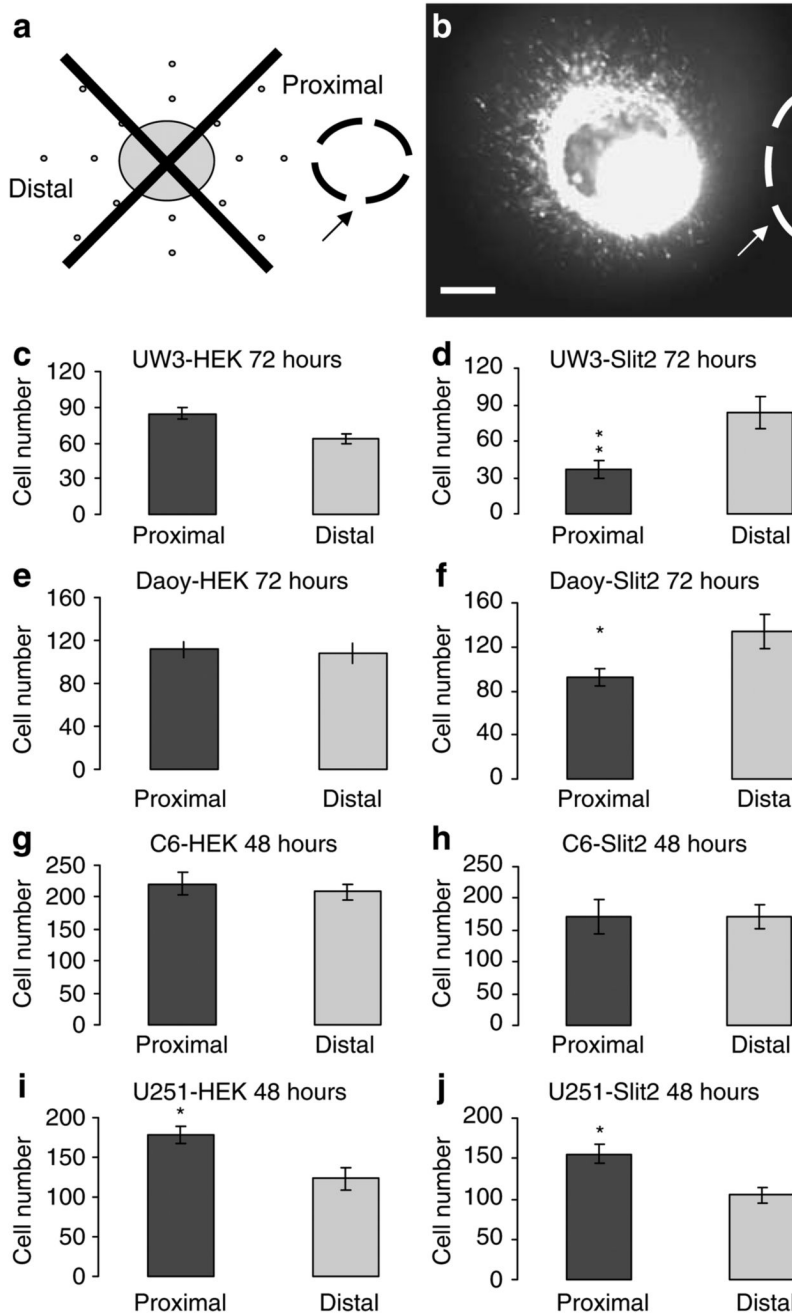 a
Proximal
Distal
b
c
UW3-HEK 72 hours
Cell number
120
90
60
30
0
Proximal
Distal
d
UW3-Slit2 72 hours
Cell number
120
90
60
30
0
**
Proximal
Distal
e
Daoy-HEK 72 hours
Cell number
160
120
80
40
0
Proximal
Distal
f
Daoy-Slit2 72 hours
Cell number
160
120
80
40
0
*
Proximal
Distal
g
C6-HEK 48 hours
Cell number
250
200
150
100
50
0
Proximal
Distal
h
C6-Slit2 48 hours
Cell number
250
200
150
100
50
0
Proximal
Distal
i
U251-HEK 48 hours
Cell number
200
150
100
50
0
*
Proximal
Distal
j
U251-Slit2 48 hours
Cell number
200
150
100
50
0
*
Proximal
Distal